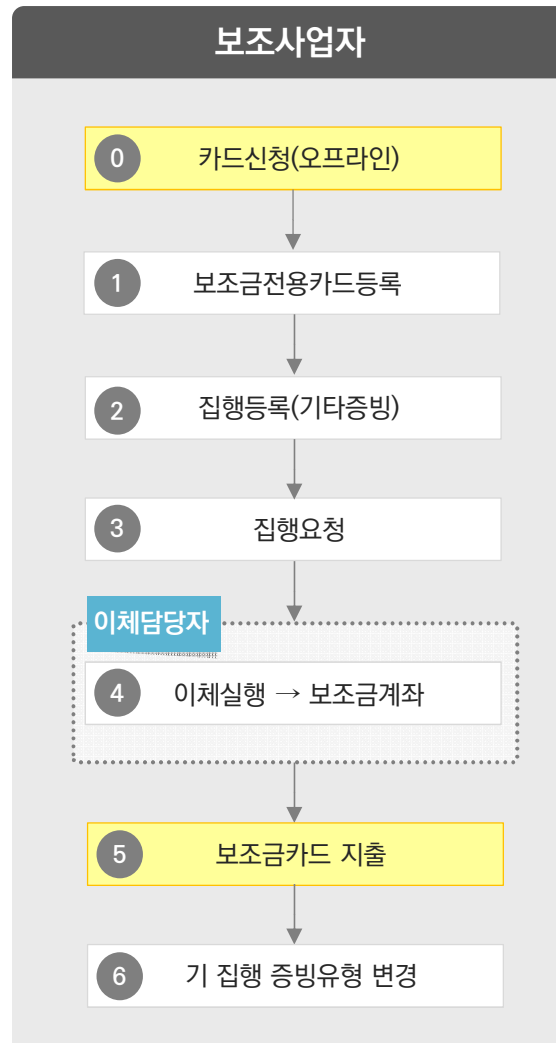 보조사업자
0 카드신청(오프라인)
1 보조금전용카드등록
2 집행등록(기타증빙)
3 집행요청
이체담당자
4 이체실행 → 보조금계좌
5 보조금카드 지출
6 기 집행 증빙유형 변경